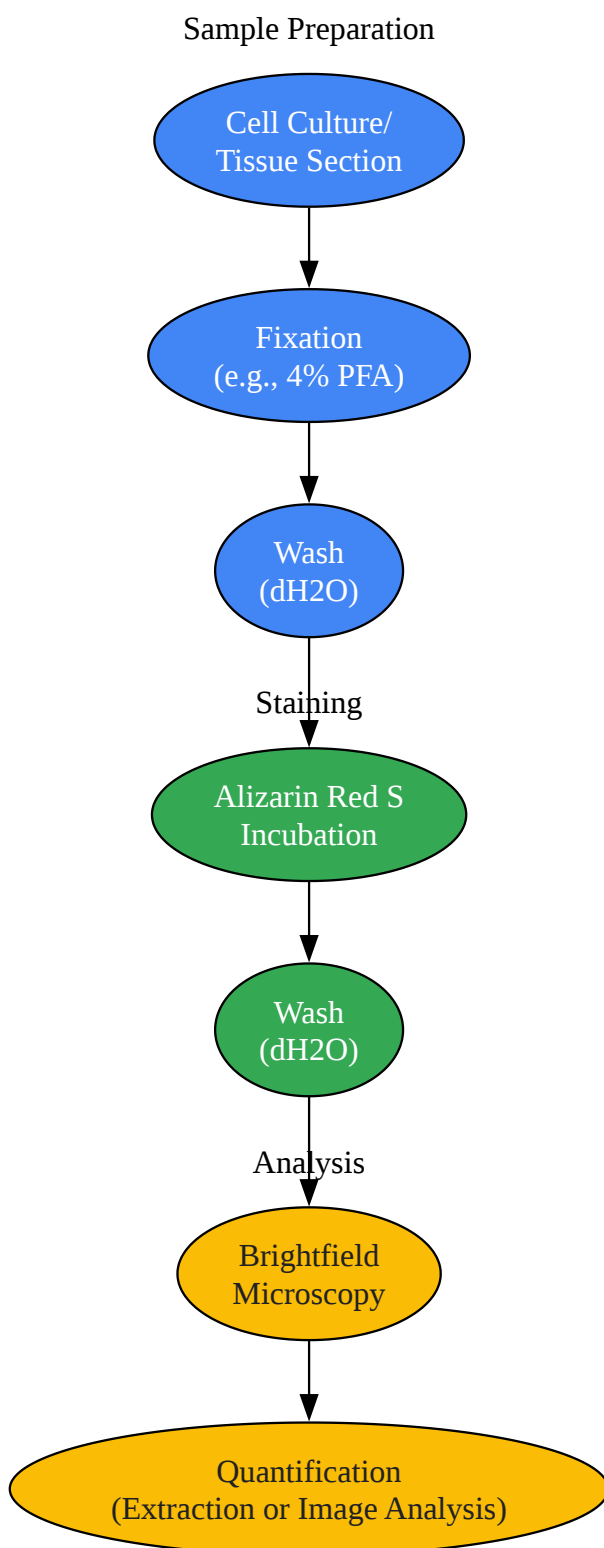 Sample Preparation
Cell Culture/
Tissue Section
Fixation
(e.g., 4% PFA)
Wash
(dH2O)
Staining
Alizarin Red S
Incubation
Wash
(dH2O)
Analysis
Brightfield
Microscopy
Quantification
(Extraction or Image Analysis)